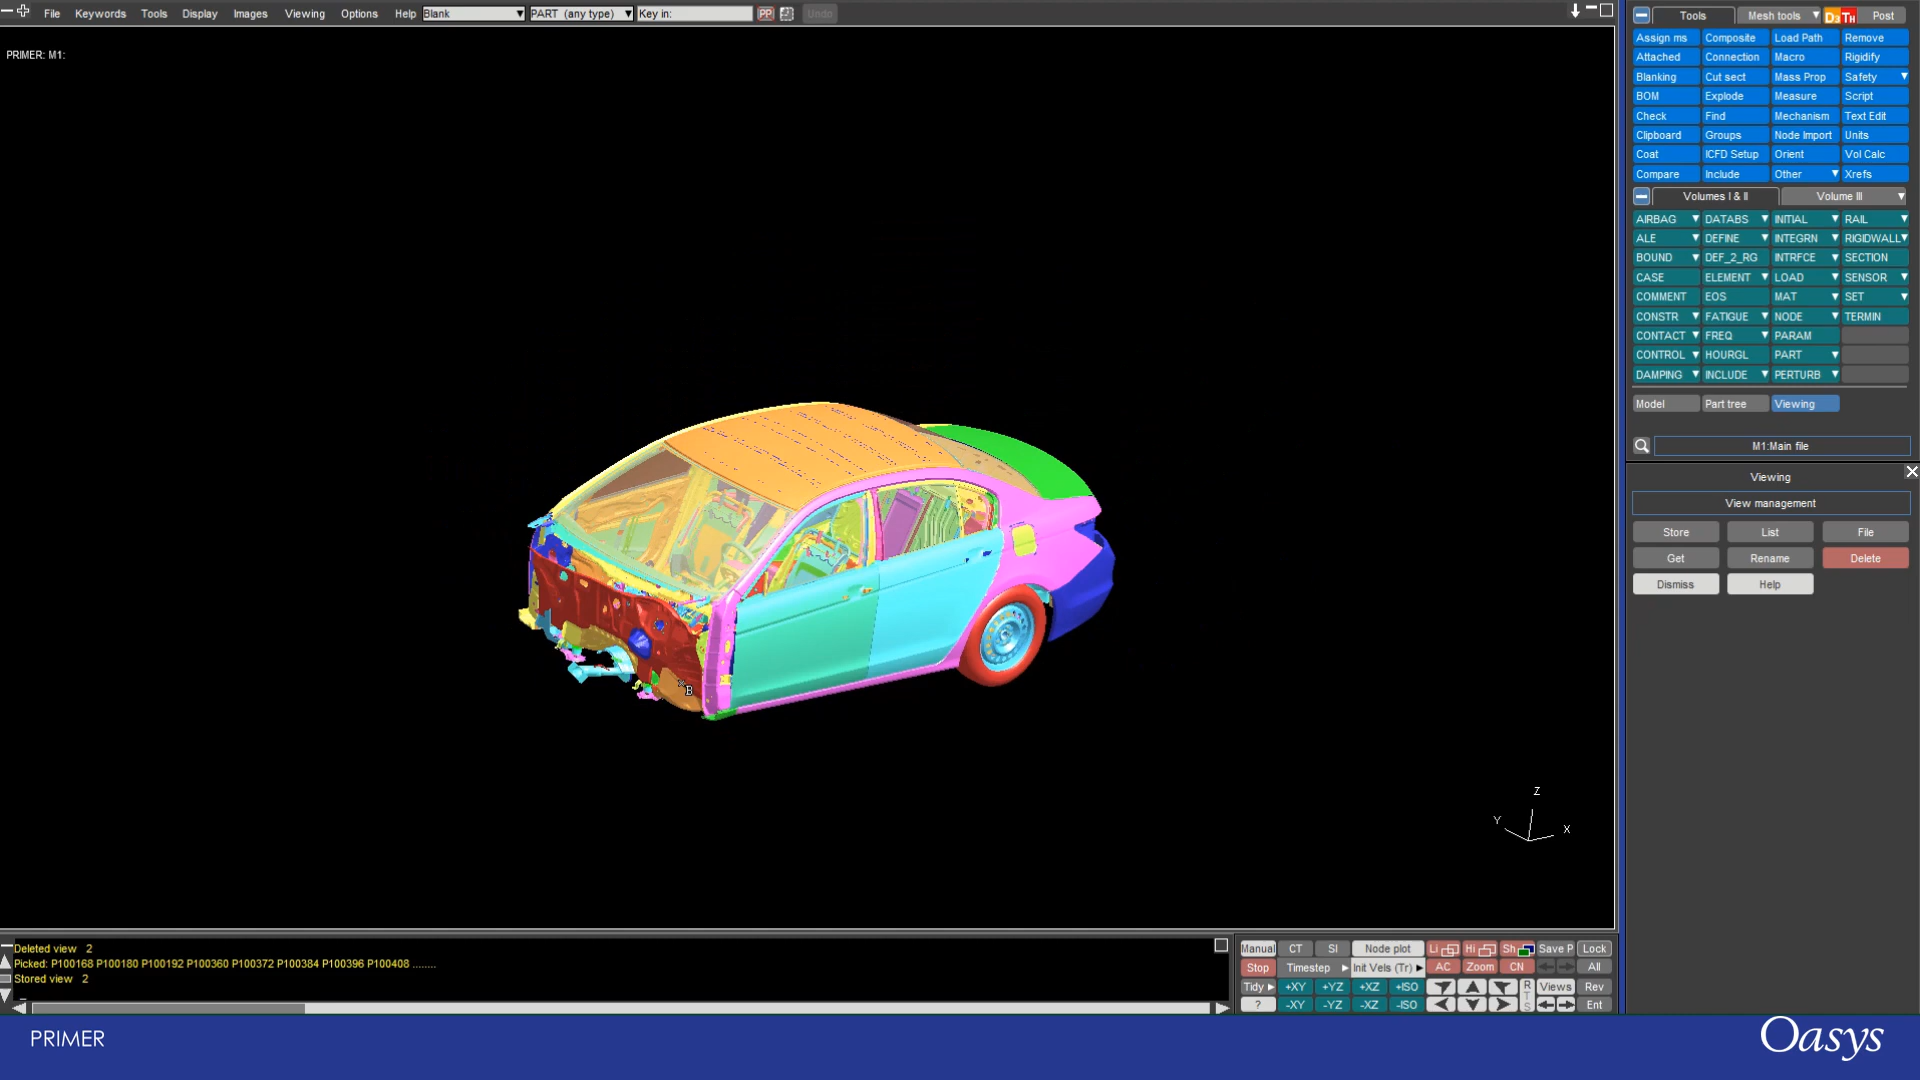 File Keywords Tools Display Images Viewing Options Help Blank PART (any type) Key in: PP Undo
PRIMER: M1:
Tools Mesh tools D3 TH Post
Assign ms Composite Load Path Remove
Attached Connection Macro Rigidify
Blanking Cut sect Mass Prop Safety
BOM Explode Measure Script
Check Find Mechanism Text Edit
Clipboard Groups Node Import Units
Coat ICFD Setup Orient Vol Calc
Compare Include Other Xrefs
Volumes I & II Volume III
AIRBAG DATABS INITIAL RAIL
ALE DEFINE INTEGRN RIGIDWALL
BOUND DEF_2_RG INTRFCE SECTION
CASE ELEMENT LOAD SENSOR
COMMENT EOS MAT SET
CONSTR FATIGUE NODE TERMIN
CONTACT FREQ PARAM
CONTROL HOURGL PART
DAMPING INCLUDE PERTURB
Model Part tree Viewing
M1:Main file
Viewing
View management
Store List File
Get Rename Delete
Dismiss Help
B
Z
Y
X
Deleted view 2
Picked: P100168 P100180 P100192 P100360 P100372 P100384 P100396 P100408 ........
Stored view 2
Manual CT SI Node plot Li Hi Sh Save P Lock
Stop Timestep Init Vels (Tr) AC Zoom CN All
Tidy +XY +YZ +XZ +ISO R T S Views Rev
? -XY -YZ -XZ -ISO Ent
PRIMER
Oasys